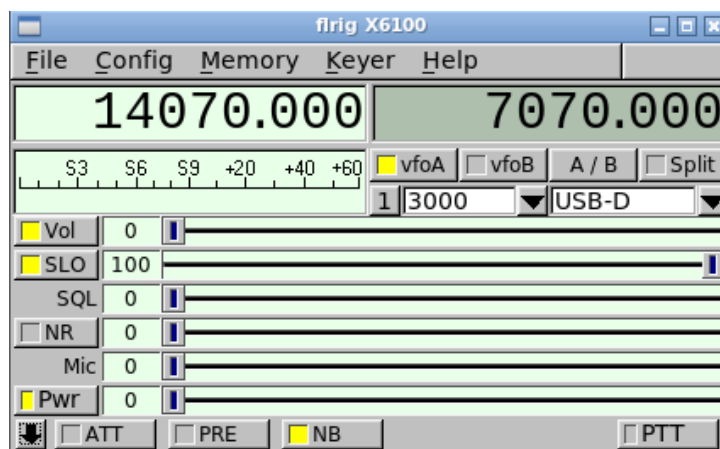 flrig X6100
File Config Memory Keyer Help
14070.000 7070.000
S3 S6 S9 +20 +40 +60 vfoA vfoB A / B Split
1 3000 USB-D
Vol 0
SLO 100
SQL 0
NR 0
Mic 0
Pwr 0
ATT PRE NB PTT